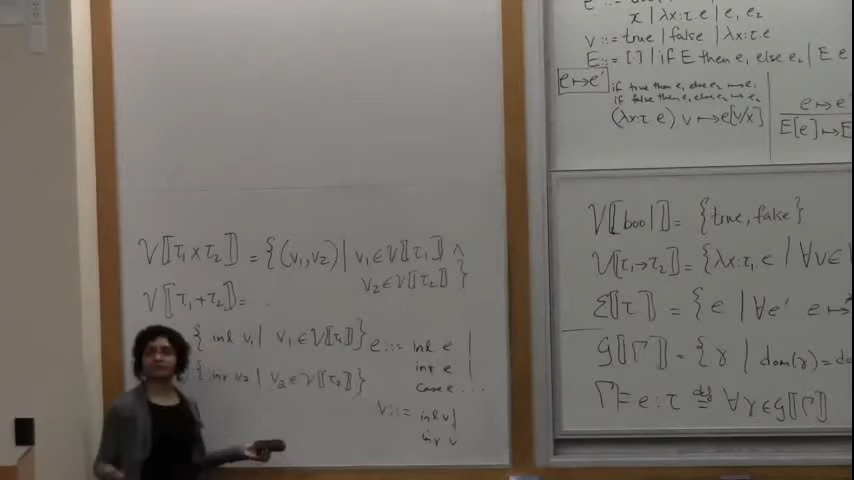 𝒱⟦τ₁×τ₂⟧ = {(v₁,v₂) | v₁∈𝒱⟦τ₁⟧ ∧
v₂∈𝒱⟦τ₂⟧ }
𝒱⟦τ₁+τ₂⟧ =
{ inl v₁ | v₁∈𝒱⟦τ₁⟧}
{ inr v₂ | v₂∈𝒱⟦τ₂⟧}
e ::= inl e |
inr e |
case e ...
v ::= inl v |
inr v
x | λx:τ.e | e₁ e₂
v ::= true | false | λx:τ.e
E ::= [·] | if E then e₁ else e₂ | E e
e ↦ e'
if true then e₁ else e₂ ↦ e₁
if false then e₁ else e₂ ↦ e₂
(λx:τ. e) v ↦ e[v/x]
e ↦ e'
E[e] ↦ E
𝒱⟦bool⟧ = {true, false}
𝒱⟦τ₁→τ₂⟧ = {λx:τ₁.e | ∀v∈
ℰ⟦τ⟧ = {e | ∀e' e ↦
𝒢⟦Γ⟧ = {γ | dom(γ) = do
Γ ⊨ e : τ ≝ ∀γ∈𝒢⟦Γ⟧